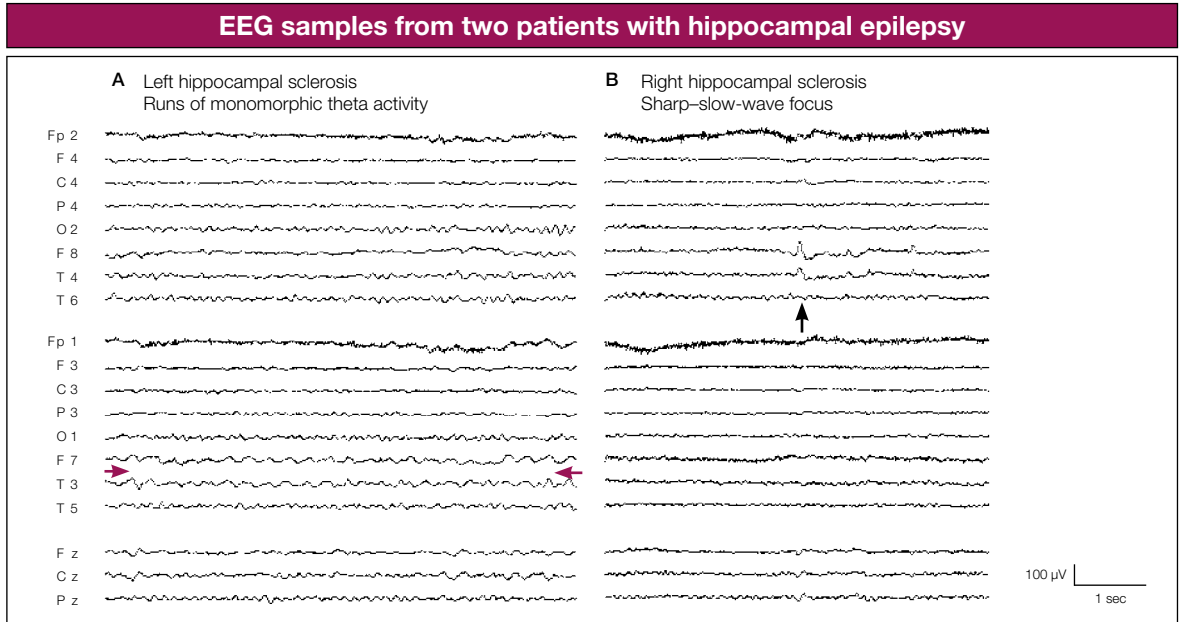 EEG samples from two patients with hippocampal epilepsy
A Left hippocampal sclerosis
Runs of monomorphic theta activity
B Right hippocampal sclerosis
Sharp–slow-wave focus
Fp 2
F 4
C 4
P 4
O 2
F 8
T 4
T 6
Fp 1
F 3
C 3
P 3
O 1
F 7
T 3
T 5
F z
C z
P z
100 µV
1 sec